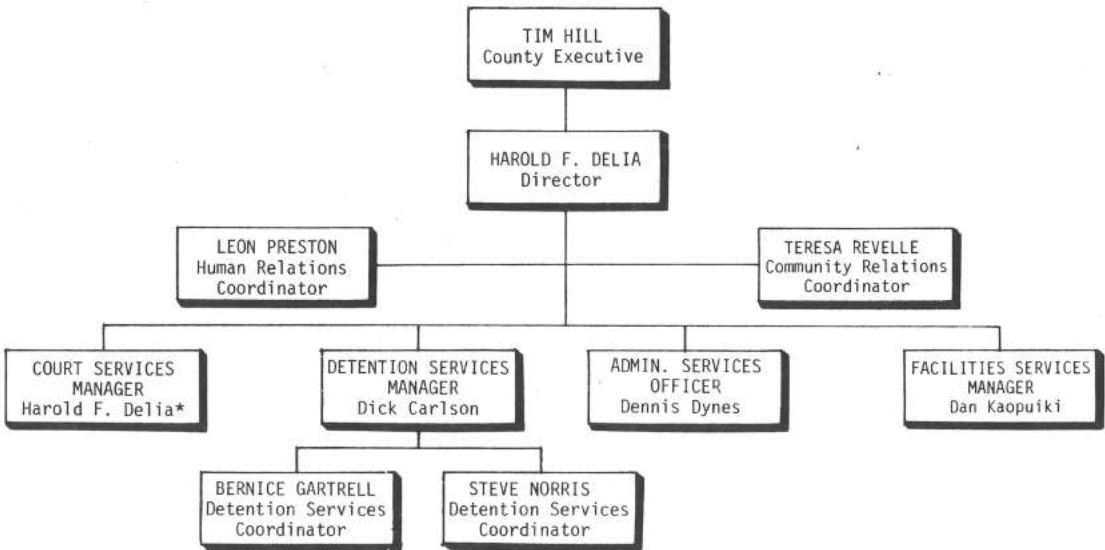 TIM HILL
County Executive
HAROLD F. DELIA
Director
LEON PRESTON
Human Relations
Coordinator
TERESA REVELLE
Community Relations
Coordinator
COURT SERVICES
MANAGER
Harold F. Delia*
DETENTION SERVICES
MANAGER
Dick Carlson
ADMIN. SERVICES
OFFICER
Dennis Dynes
FACILITIES SERVICES
MANAGER
Dan Kaopuiki
BERNICE GARTRELL
Detention Services
Coordinator
STEVE NORRIS
Detention Services
Coordinator